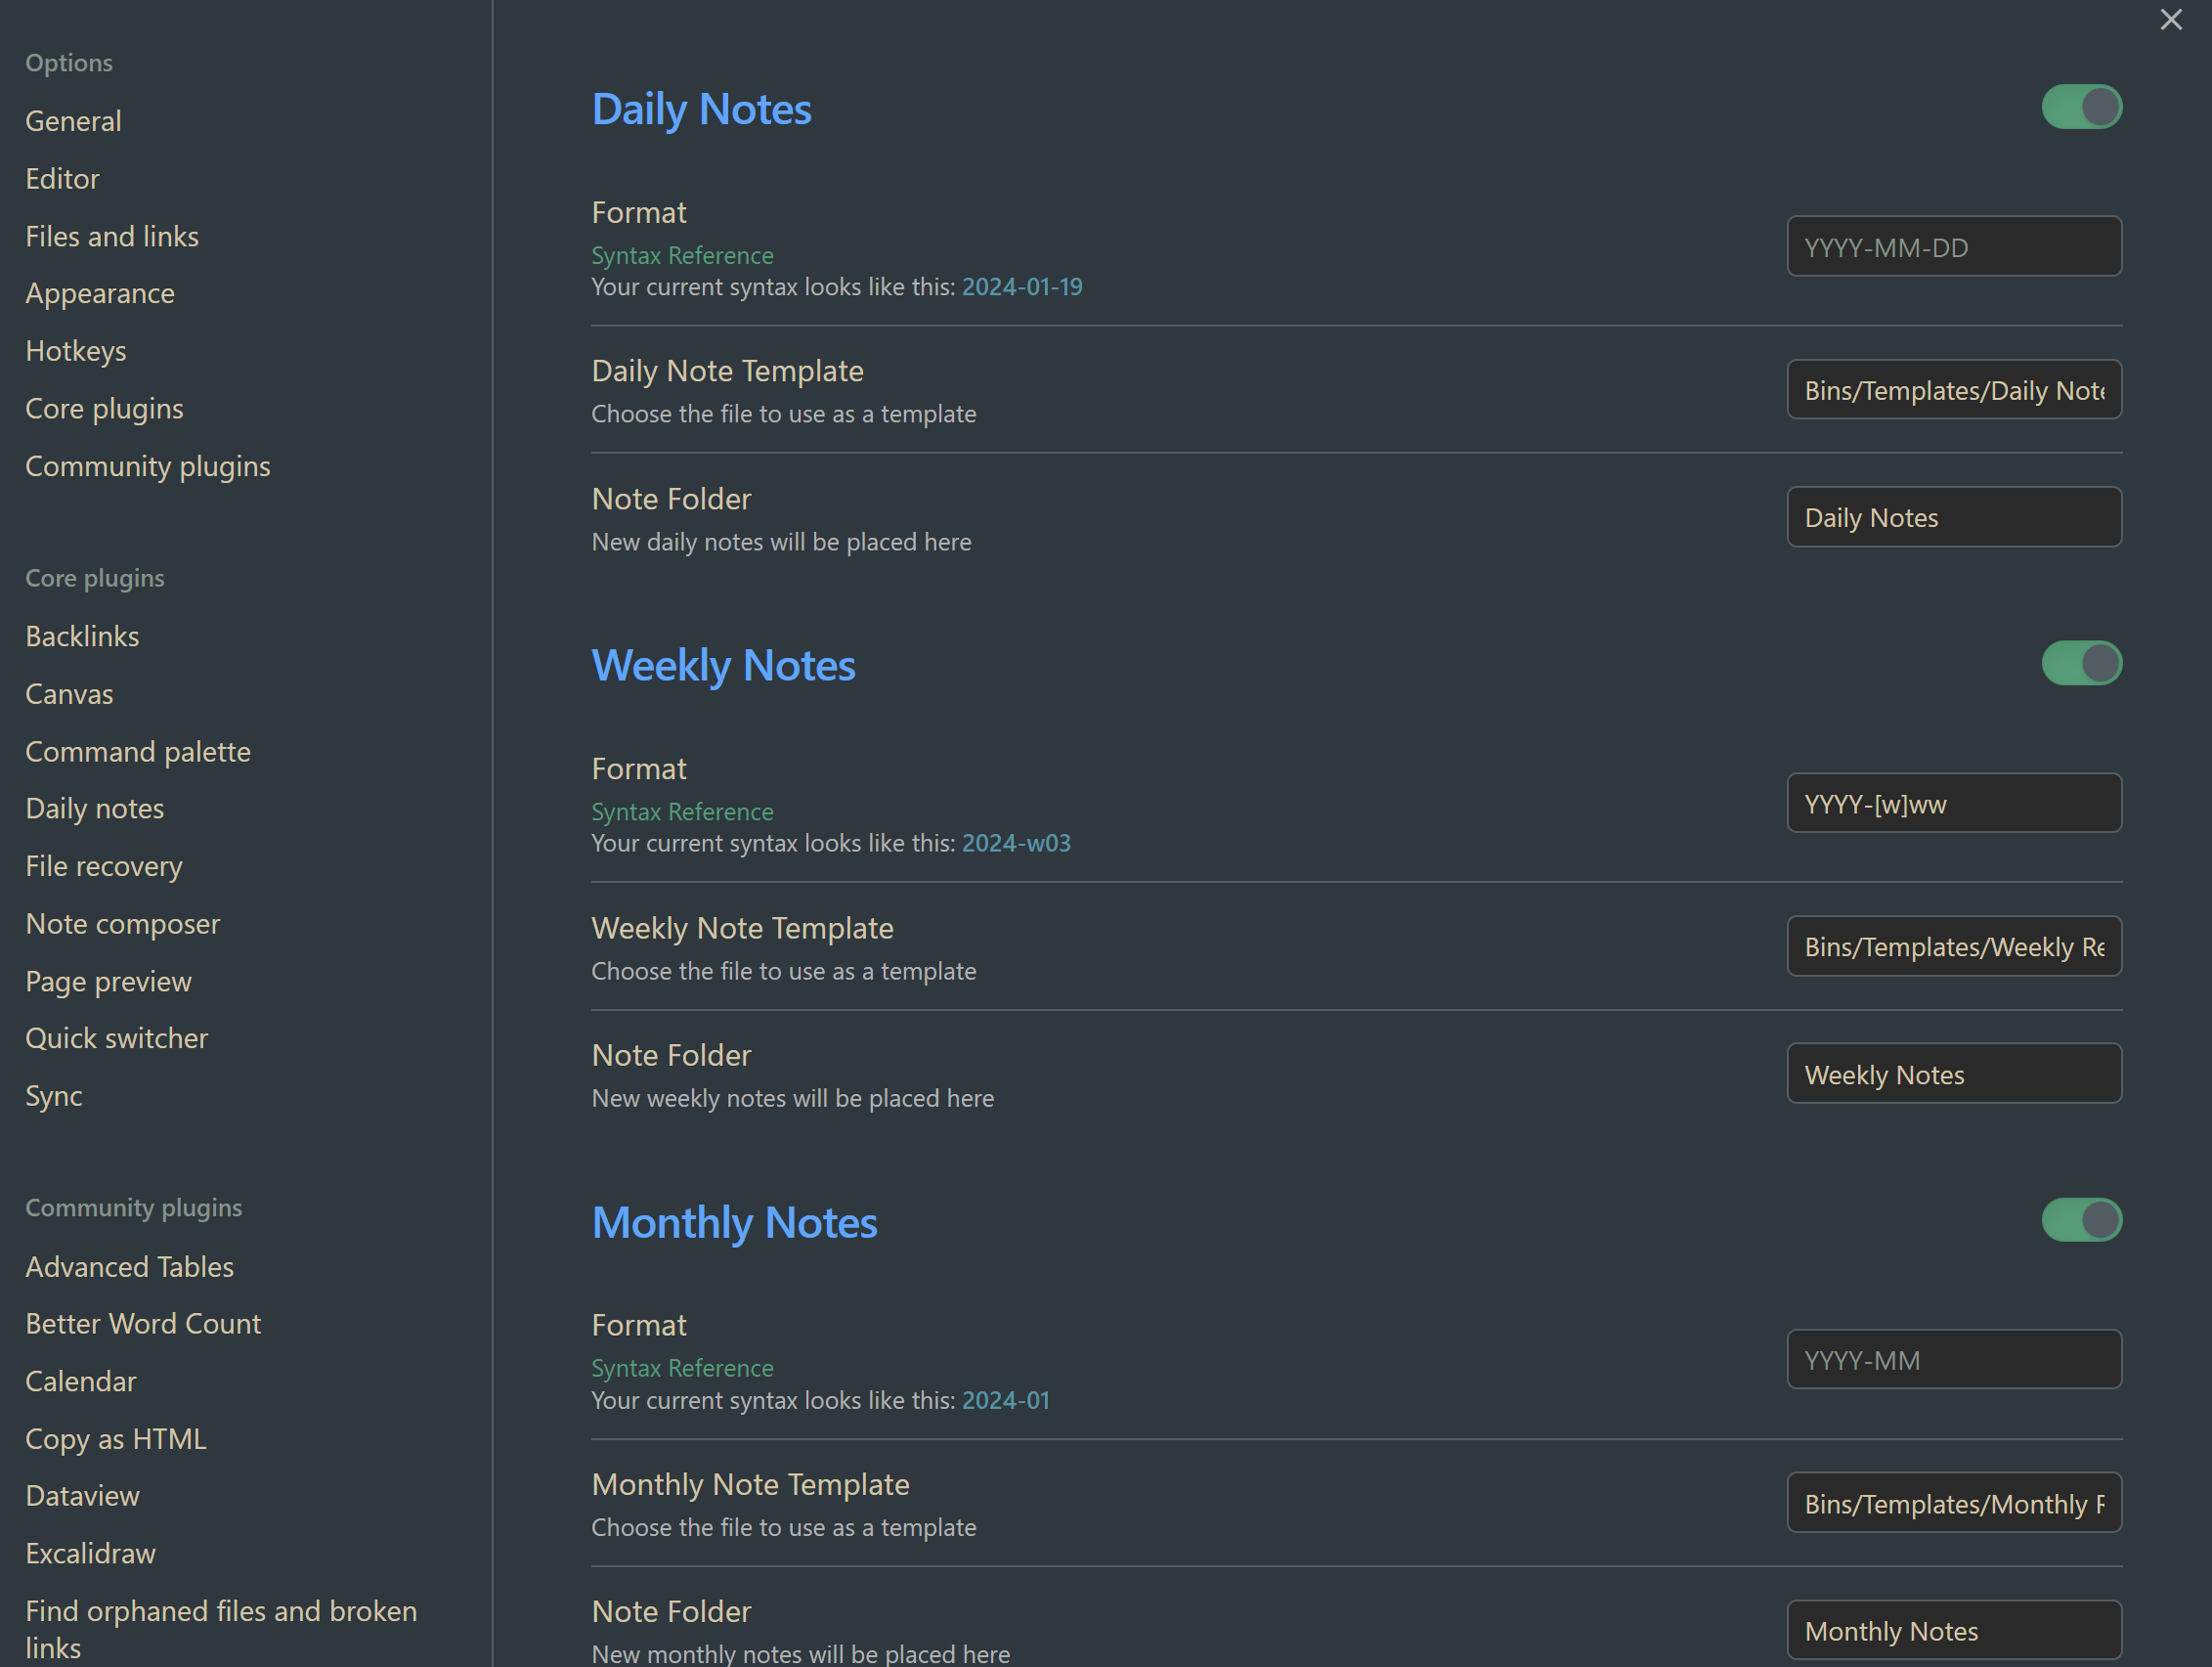 Options
General
Editor
Files and links
Appearance
Hotkeys
Core plugins
Community plugins
Core plugins
Backlinks
Canvas
Command palette
Daily notes
File recovery
Note composer
Page preview
Quick switcher
Sync
Community plugins
Advanced Tables
Better Word Count
Calendar
Copy as HTML
Dataview
Excalidraw
Find orphaned files and broken
links
Daily Notes
Format
Syntax Reference
Your current syntax looks like this: 2024-01-19
YYYY-MM-DD
Daily Note Template
Choose the file to use as a template
Bins/Templates/Daily Note
Note Folder
New daily notes will be placed here
Daily Notes
Weekly Notes
Format
Syntax Reference
Your current syntax looks like this: 2024-w03
YYYY-[w]ww
Weekly Note Template
Choose the file to use as a template
Bins/Templates/Weekly Re
Note Folder
New weekly notes will be placed here
Weekly Notes
Monthly Notes
Format
Syntax Reference
Your current syntax looks like this: 2024-01
YYYY-MM
Monthly Note Template
Choose the file to use as a template
Bins/Templates/Monthly
Note Folder
New monthly notes will be placed here
Monthly Notes